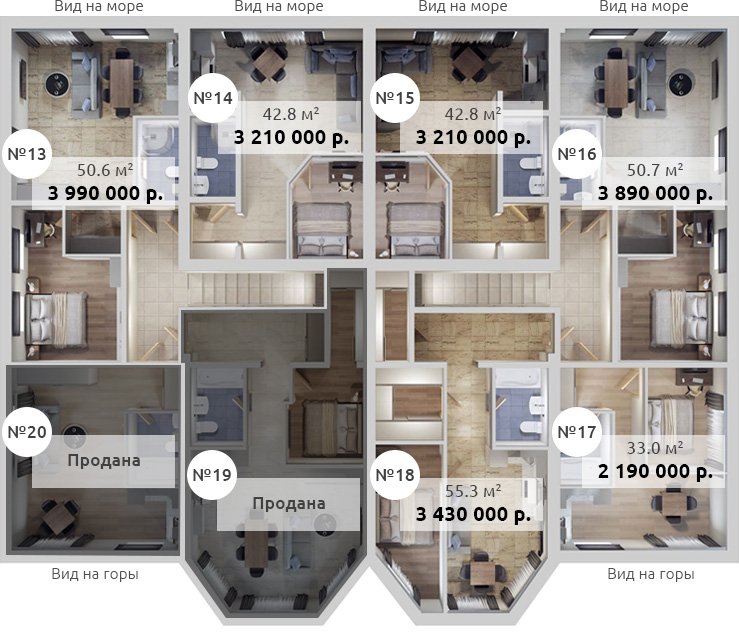 Вид на море
Вид на море
Вид на море
Вид на море
№13
50.6 м²
3 990 000 р.
№14
42.8 м²
3 210 000 р.
№15
42.8 м²
3 210 000 р.
№16
50.7 м²
3 890 000 р.
№20
Продана
№19
Продана
№18
55.3 м²
3 430 000 р.
№17
33.0 м²
2 190 000 р.
Вид на горы
Вид на горы